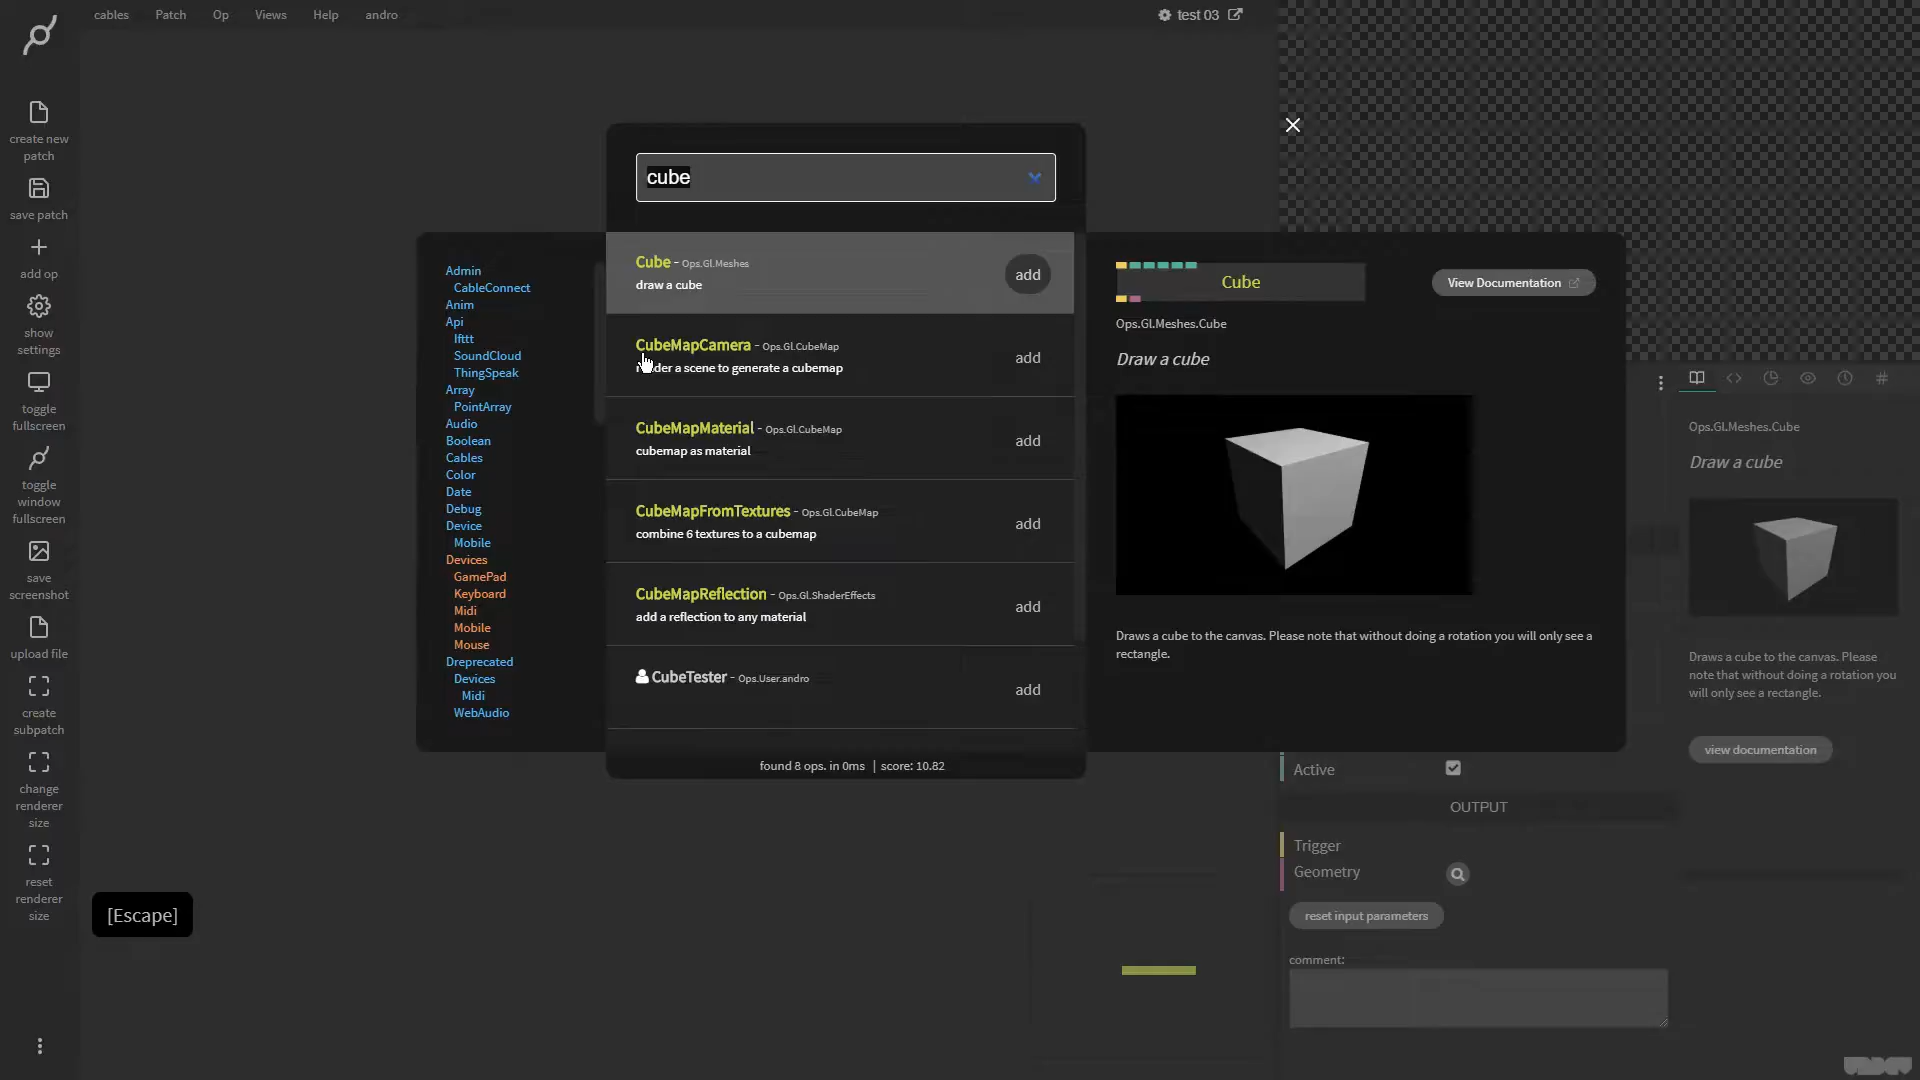 cables Patch Op Views Help andro
test 03
create new
patch
save patch
add op
show
settings
toggle
fullscreen
toggle
window
fullscreen
save
screenshot
upload file
create
subpatch
change
renderer
size
reset
renderer
size
[Escape]
cube
Admin
CableConnect
Anim
Api
Ifttt
SoundCloud
ThingSpeak
Array
PointArray
Audio
Boolean
Cables
Color
Date
Debug
Device
Mobile
Devices
GamePad
Keyboard
Midi
Mobile
Mouse
Dreprecated
Devices
Midi
WebAudio
Cube - Ops.Gl.Meshes
draw a cube
add
CubeMapCamera - Ops.Gl.CubeMap
render a scene to generate a cubemap
add
CubeMapMaterial - Ops.Gl.CubeMap
cubemap as material
add
CubeMapFromTextures - Ops.Gl.CubeMap
combine 6 textures to a cubemap
add
CubeMapReflection - Ops.Gl.ShaderEffects
add a reflection to any material
add
CubeTester - Ops.User.andro
add
found 8 ops. in 0ms | score: 10.82
Cube
View Documentation
Ops.Gl.Meshes.Cube
Draw a cube
Draws a cube to the canvas. Please note that without doing a rotation you will only see a
rectangle.
Active
OUTPUT
Trigger
Geometry
reset input parameters
comment:
Ops.Gl.Meshes.Cube
Draw a cube
Draws a cube to the canvas. Please
note that without doing a rotation you
will only see a rectangle.
view documentation